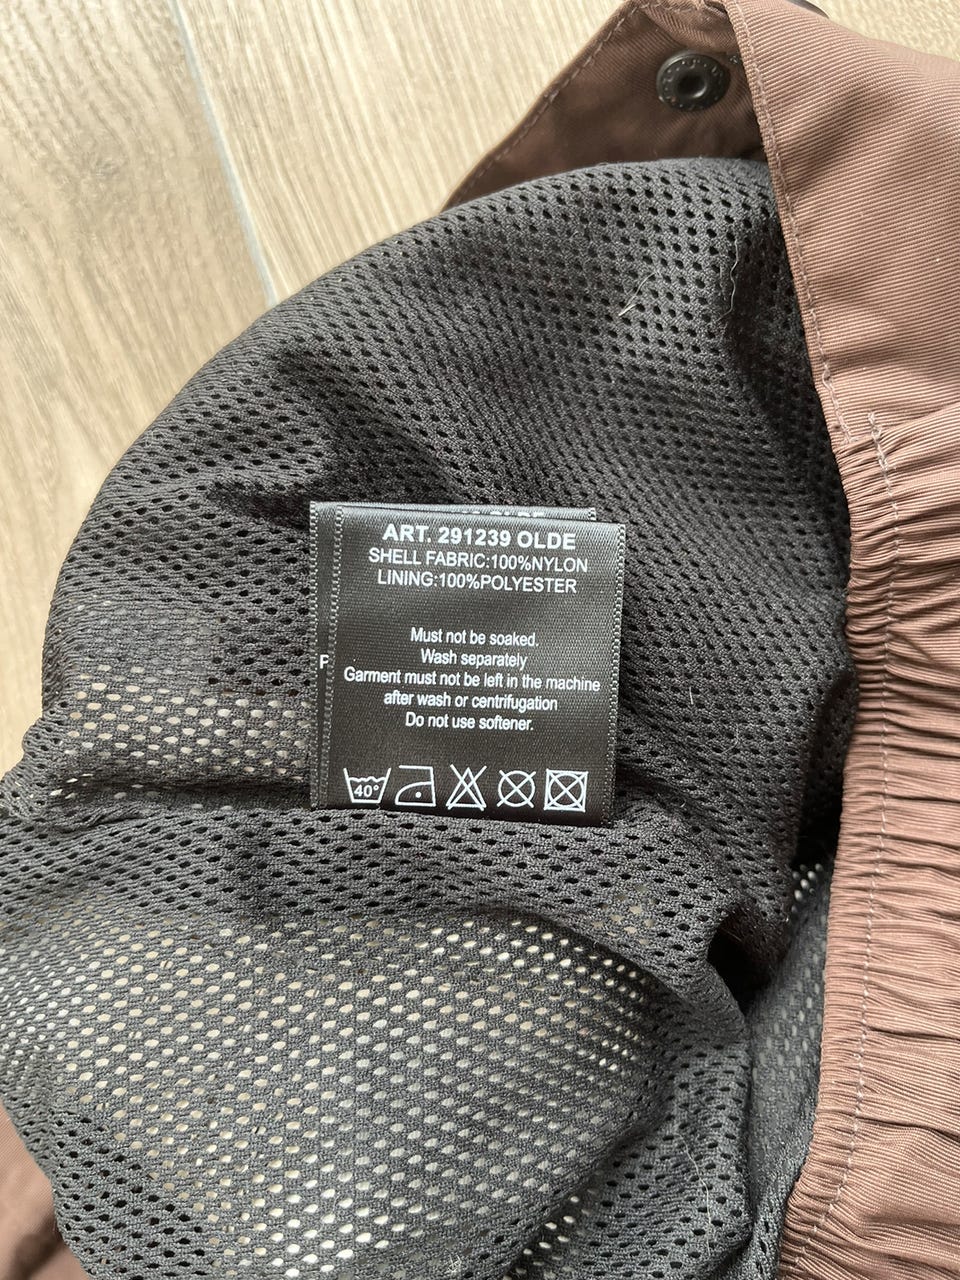 ART. 291239 OLDE
SHELL FABRIC:100%NYLON
LINING:100%POLYESTER
Must not be soaked.
Wash separately
Garment must not be left in the machine
after wash or centrifugation
Do not use softener.
40°
P